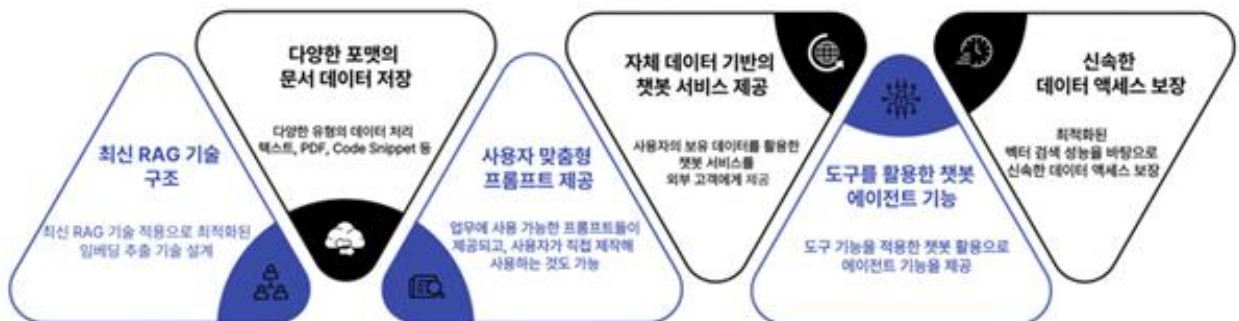 최신 RAG 기술
구조
최신 RAG 기술 적용으로 최적화된
임베딩 추출 기술 설계
다양한 포맷의
문서 데이터 저장
다양한 유형의 데이터 처리
텍스트, PDF, Code Snippet 등
사용자 맞춤형
프롬프트 제공
업무에 사용 가능한 프롬프트들이
제공되고, 사용자가 직접 제작해
사용하는 것도 가능
자체 데이터 기반의
챗봇 서비스 제공
사용자의 보유 데이터를 활용한
챗봇 서비스를
외부 고객에게 제공
도구를 활용한 챗봇
에이전트 기능
도구 기능을 적용한 챗봇 활용으로
에이전트 기능을 제공
신속한
데이터 액세스 보장
최적화된
벡터 검색 성능을 바탕으로
신속한 데이터 액세스 보장